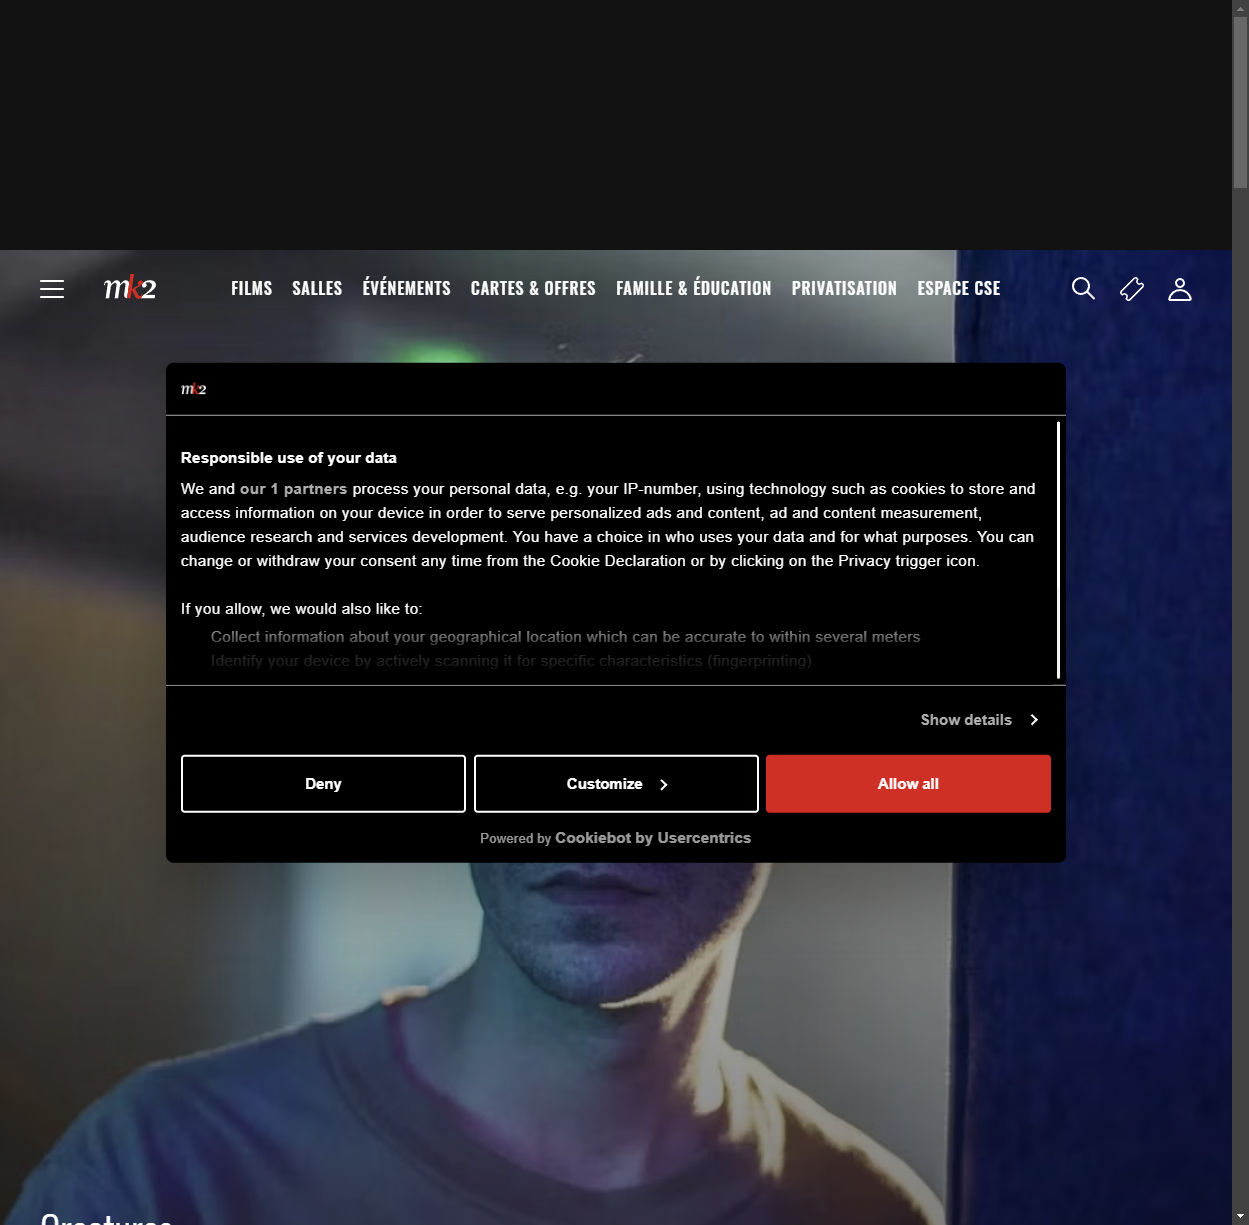 mk2
FILMS SALLES ÉVÉNEMENTS CARTES & OFFRES FAMILLE & ÉDUCATION PRIVATISATION ESPACE CSE
mk2
Responsible use of your data
We and our 1 partners process your personal data, e.g. your IP-number, using technology such as cookies to store and
access information on your device in order to serve personalized ads and content, ad and content measurement,
audience research and services development. You have a choice in who uses your data and for what purposes. You can
change or withdraw your consent any time from the Cookie Declaration or by clicking on the Privacy trigger icon.
If you allow, we would also like to:
Collect information about your geographical location which can be accurate to within several meters
Identify your device by actively scanning it for specific characteristics (fingerprinting)
Show details
Deny
Customize
Allow all
Powered by Cookiebot by Usercentrics